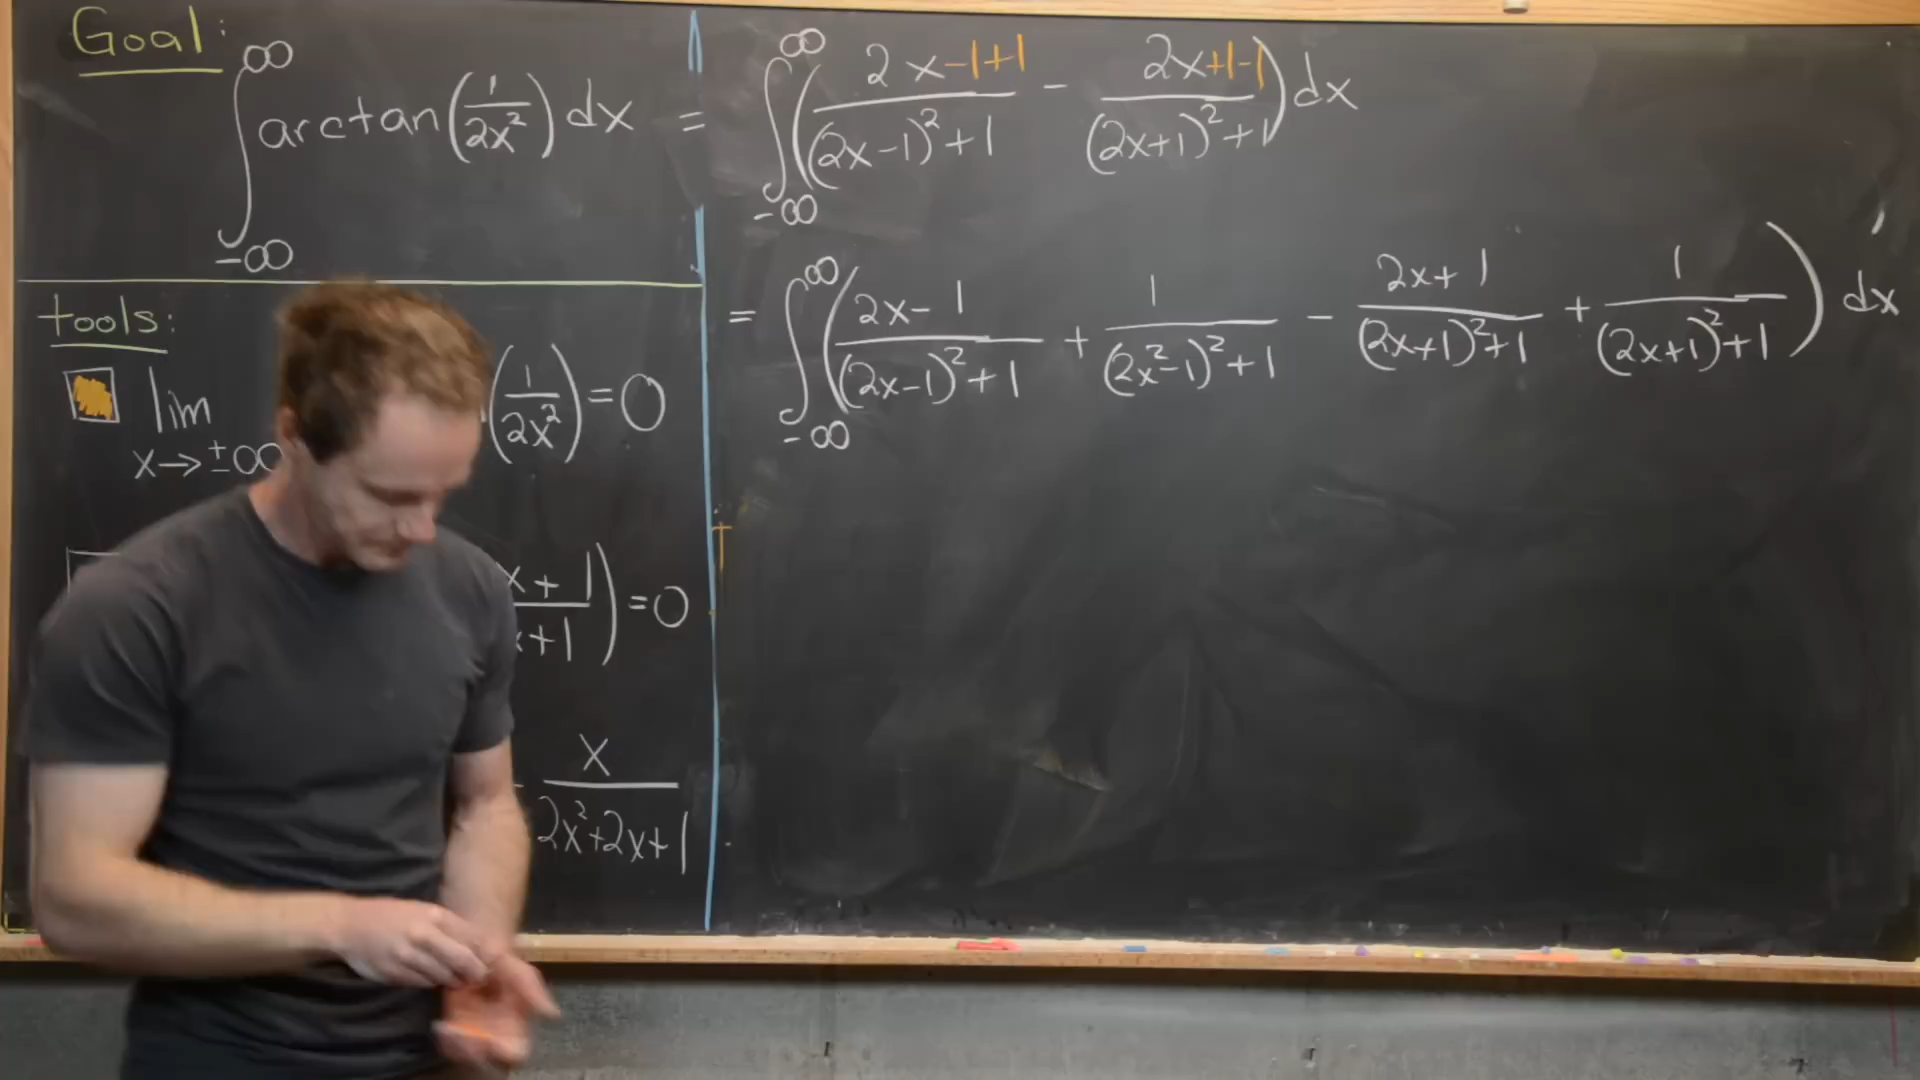 Goal:
∫_{-∞}^{∞} arctan(1/(2x²)) dx = ∫_{-∞}^{∞} ( (2x-1+1)/((2x-1)²+1) - (2x+1-1)/((2x+1)²+1) ) dx
= ∫_{-∞}^{∞} ( (2x-1)/((2x-1)²+1) + 1/((2x²-1)²+1) - (2x+1)/((2x+1)²+1) + 1/((2x+1)²+1) ) dx
tools:
lim_{x→±∞} (1/(2x²)) = 0
x+1
x+1 ) = 0
x/(2x²+2x+1)